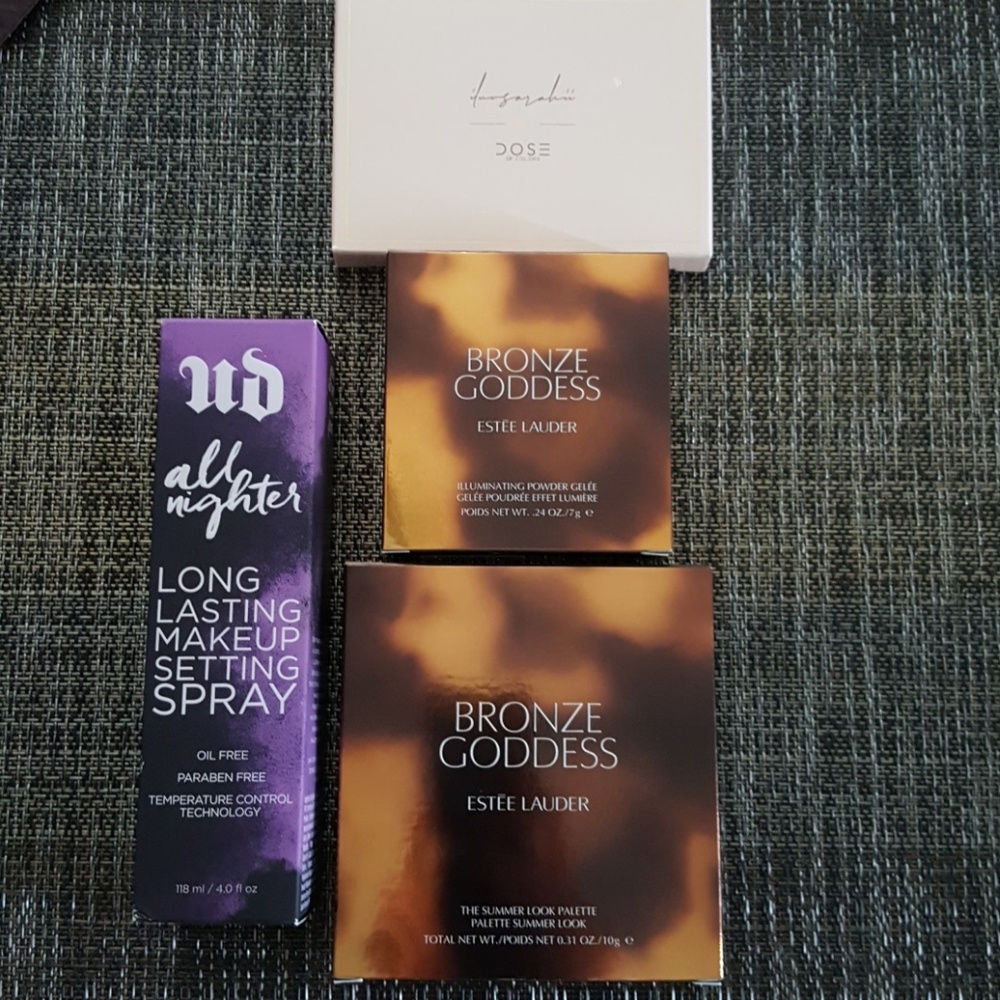 iluvsarahii
DOSE
OF COLORS
BRONZE
GODDESS
ESTĒE LAUDER
ILLUMINATING POWDER GELÉE
GELÉE POUDRÉE EFFET LUMIÈRE
POIDS NET WT. .24 OZ./7g e
UD
all
nighter
LONG
LASTING
MAKEUP
SETTING
SPRAY
OIL FREE
PARABEN FREE
TEMPERATURE CONTROL
TECHNOLOGY
118 ml / 4.0 fl oz
BRONZE
GODDESS
ESTĒE LAUDER
THE SUMMER LOOK PALETTE
PALETTE SUMMER LOOK
TOTAL NET WT./POIDS NET 0.31 OZ./10g e